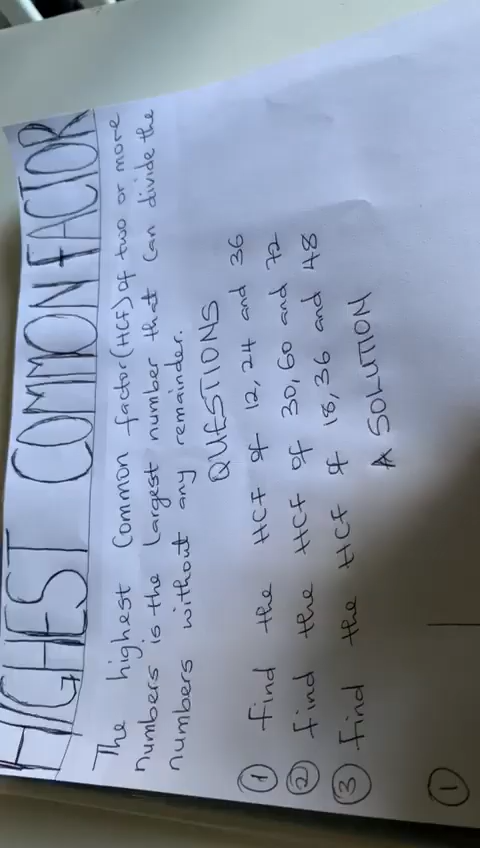 HIGHEST COMMON FACTOR
The highest Common factor (HCF) of two or more
numbers is the largest number that can divide the
numbers without any remainder.
QUESTIONS
① find the HCF of 12, 24 and 36
② find the HCF of 30, 60 and 72
③ find the HCF of 18, 36 and 48
A SOLUTION
①